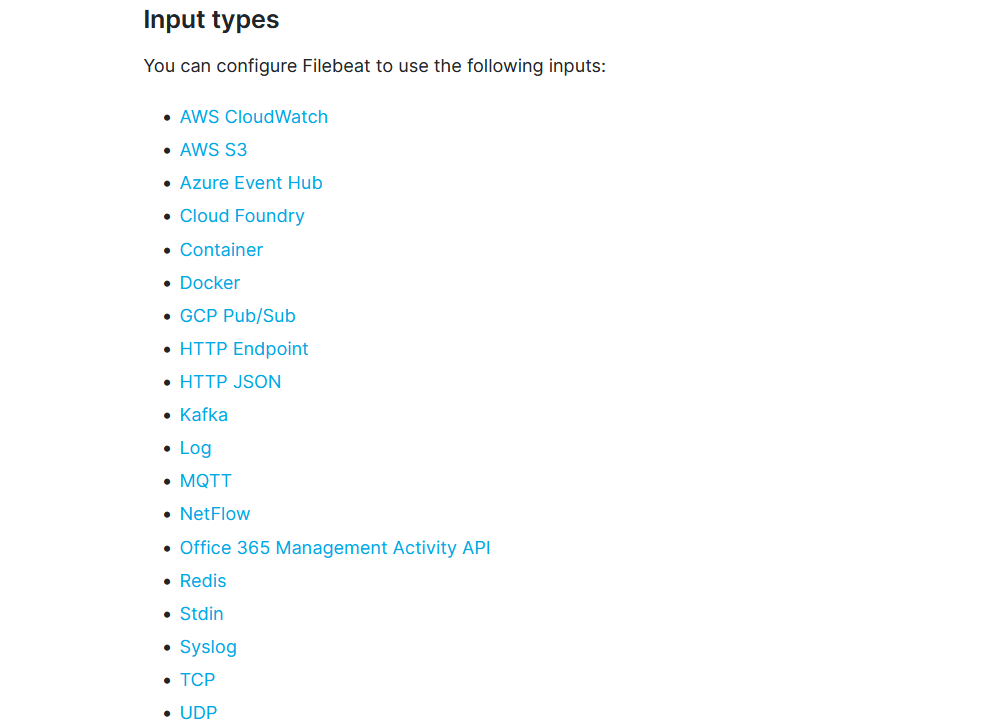 Input types
You can configure Filebeat to use the following inputs:
• AWS CloudWatch
• AWS S3
• Azure Event Hub
• Cloud Foundry
• Container
• Docker
• GCP Pub/Sub
• HTTP Endpoint
• HTTP JSON
• Kafka
• Log
• MQTT
• NetFlow
• Office 365 Management Activity API
• Redis
• Stdin
• Syslog
• TCP
• UDP